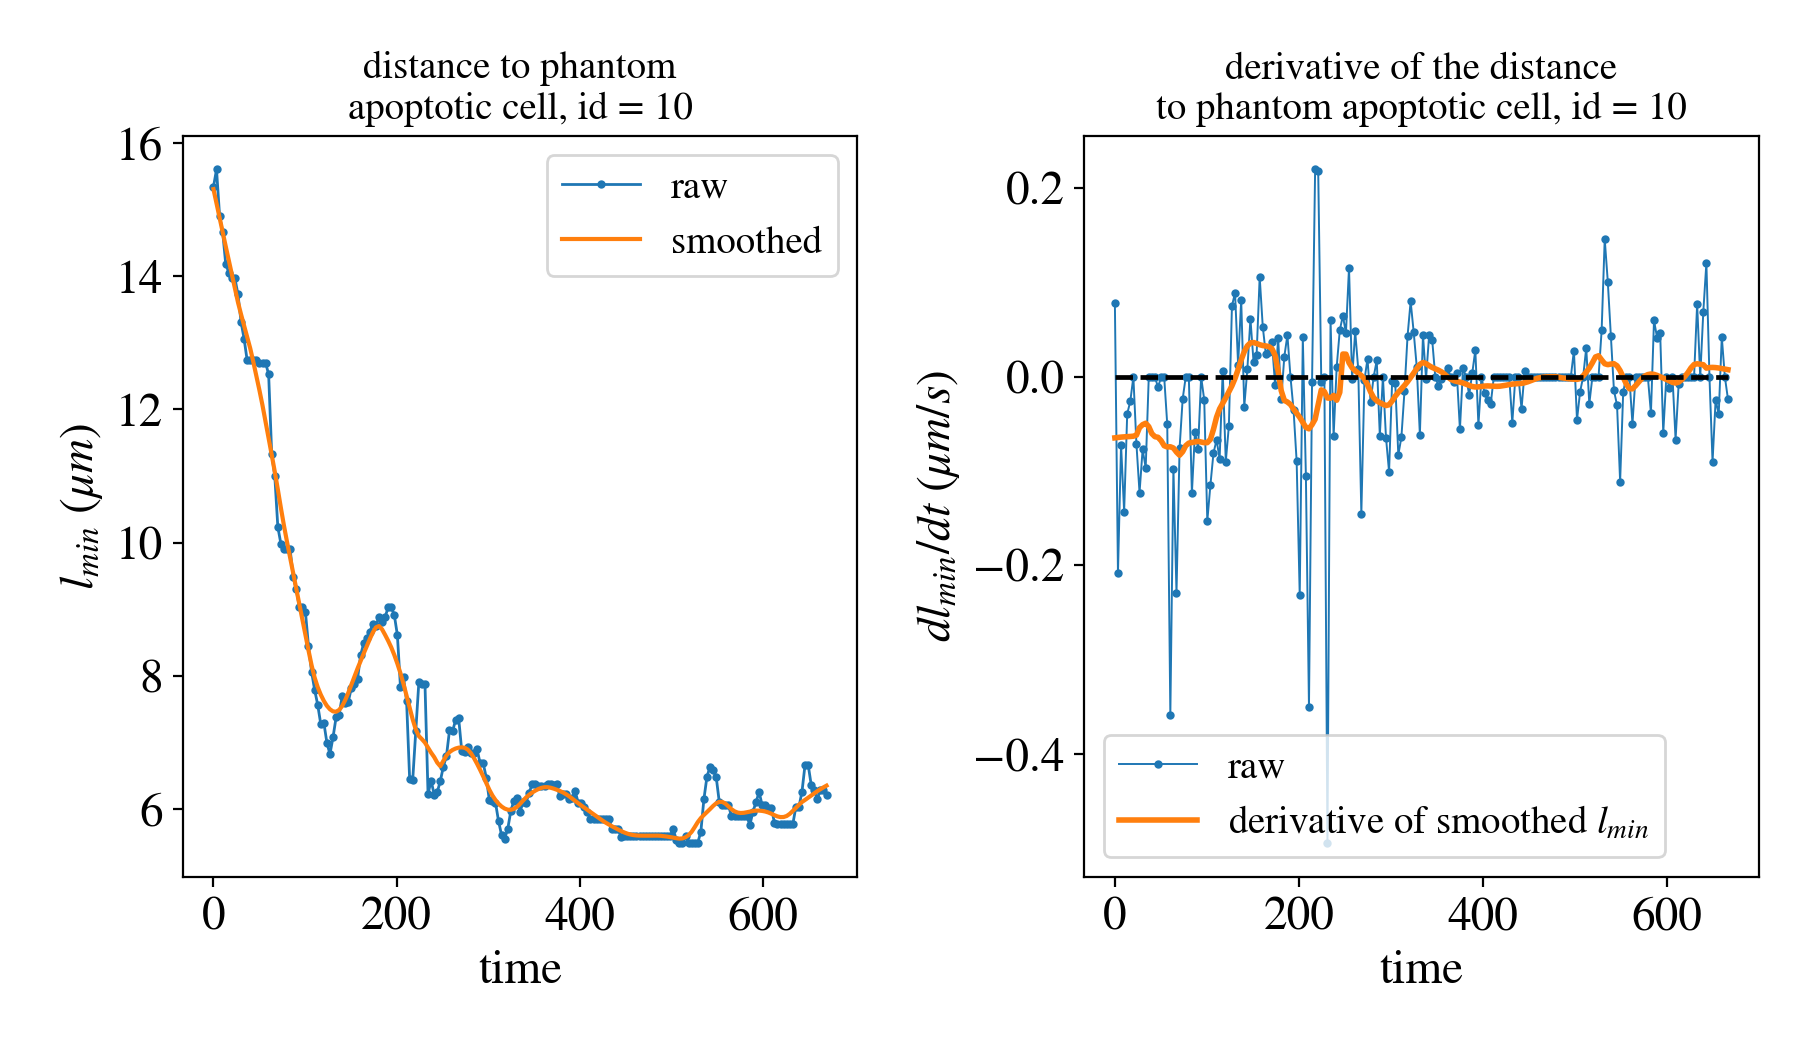 distance to phantom
apoptotic cell, id = 10
16
14
12
10
8
6
0
200
400
600
time
l_min (μm)
raw
smoothed
derivative of the distance
to phantom apoptotic cell, id = 10
0.2
0.0
−0.2
−0.4
0
200
400
600
time
dl_min/dt (μm/s)
raw
derivative of smoothed l_min